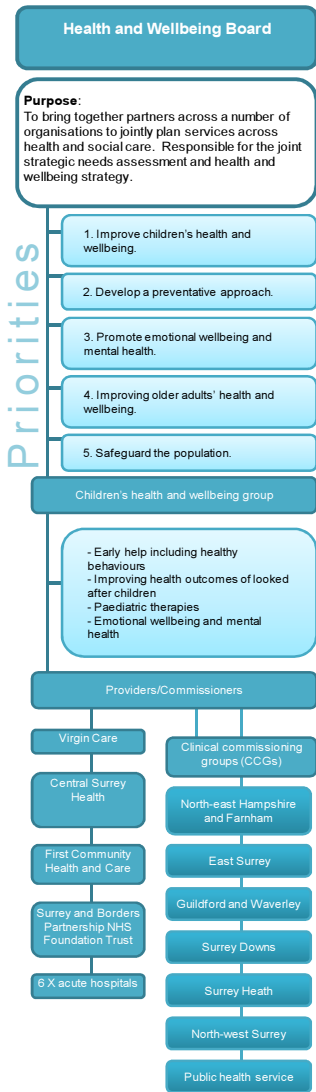 Health and Wellbeing Board
Purpose:
To bring together partners across a number of
organisations to jointly plan services across
health and social care.  Responsible for the joint
strategic needs assessment and health and
wellbeing strategy.
Priorities
1. Improve children's health and
wellbeing.
2. Develop a preventative approach.
3. Promote emotional wellbeing and
mental health.
4. Improving older adults' health and
wellbeing.
5. Safeguard the population.
Children's health and wellbeing group
- Early help including healthy
behaviours
- Improving health outcomes of looked
after children
- Paediatric therapies
- Emotional wellbeing and mental
health
Providers/Commissioners
Virgin Care
Central Surrey
Health
First Community
Health and Care
Surrey and Borders
Partnership NHS
Foundation Trust
6 X acute hospitals
Clinical commissioning
groups (CCGs)
North-east Hampshire
and Farnham
East Surrey
Guildford and Waverley
Surrey Downs
Surrey Heath
North-west Surrey
Public health service